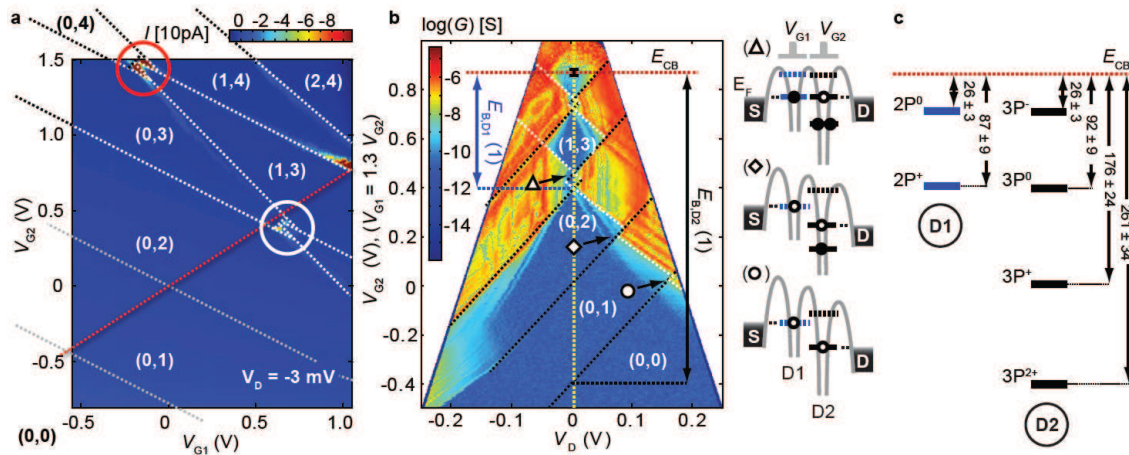 a
I [10pA]
0 -2 -4 -6 -8
(0,4)
(1,4)
(2,4)
(0,3)
(1,3)
(0,2)
(0,1)
V_D = -3 mV
(0,0)
1.5
1.0
0.5
0
-0.5
V_G2 (V)
-0.5 0 0.5 1.0
V_G1 (V)
b
log(G) [S]
-6
-8
-10
-12
-14
E_CB
E_B,D1 (1)
E_B,D2 (1)
(1,3)
(0,2)
(0,1)
(0,0)
0.8
0.6
0.4
0.2
0
-0.2
-0.4
V_G2 (V), (V_G1 = 1.3 V_G2)
-0.2 -0.1 0 0.1 0.2
V_D (V)
V_G1 V_G2
E_F
S D
S D
S D
D1
D2
c
E_CB
2P⁰
26 ± 3
87 ± 9
2P⁺
D1
3P⁻
26 ± 3
92 ± 9
3P⁰
176 ± 24
3P⁺
261 ± 34
3P²⁺
D2